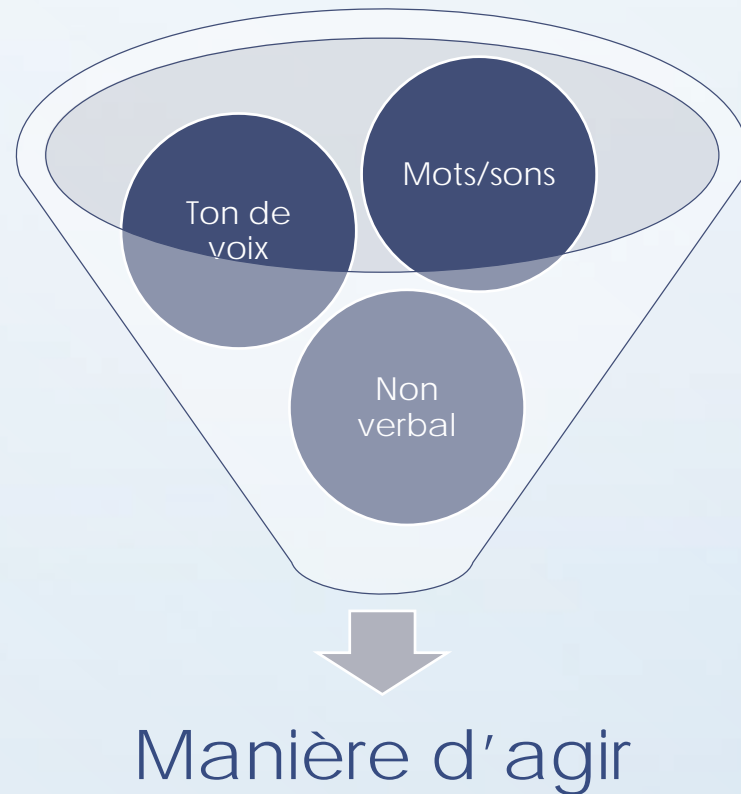 Mots/sons
Ton de
voix
Non
verbal
Manière d’agir